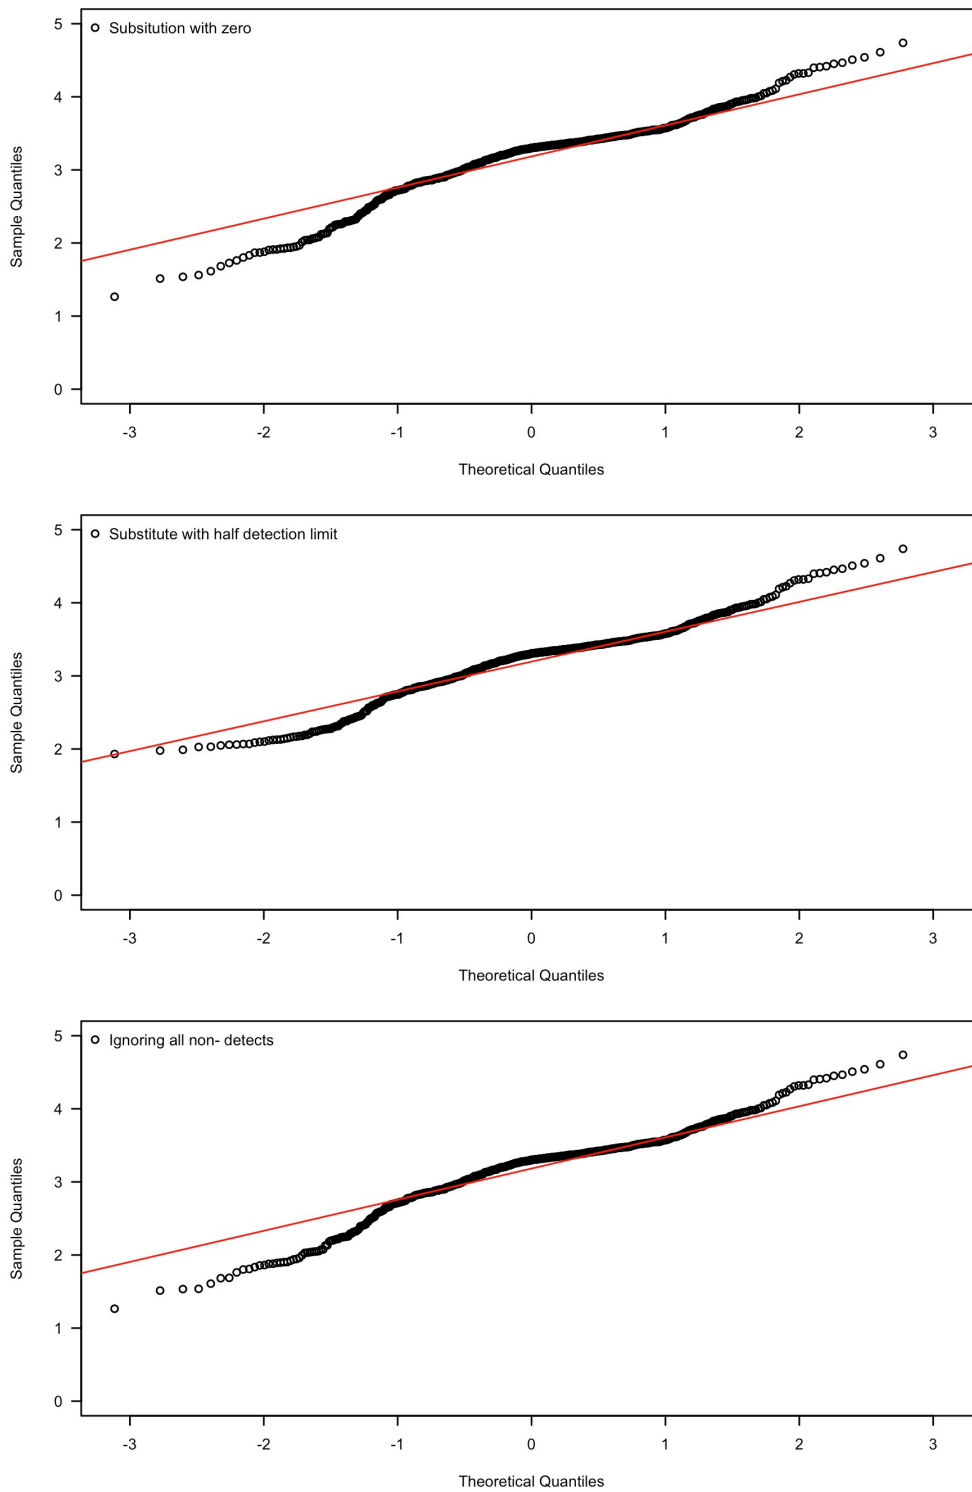 5
Subsitution with zero
4
3
2
1
0
Sample Quantiles
-3 -2 -1 0 1 2 3
Theoretical Quantiles
5
Substitute with half detection limit
4
3
2
1
0
Sample Quantiles
-3 -2 -1 0 1 2 3
Theoretical Quantiles
5
Ignoring all non- detects
4
3
2
1
0
Sample Quantiles
-3 -2 -1 0 1 2 3
Theoretical Quantiles